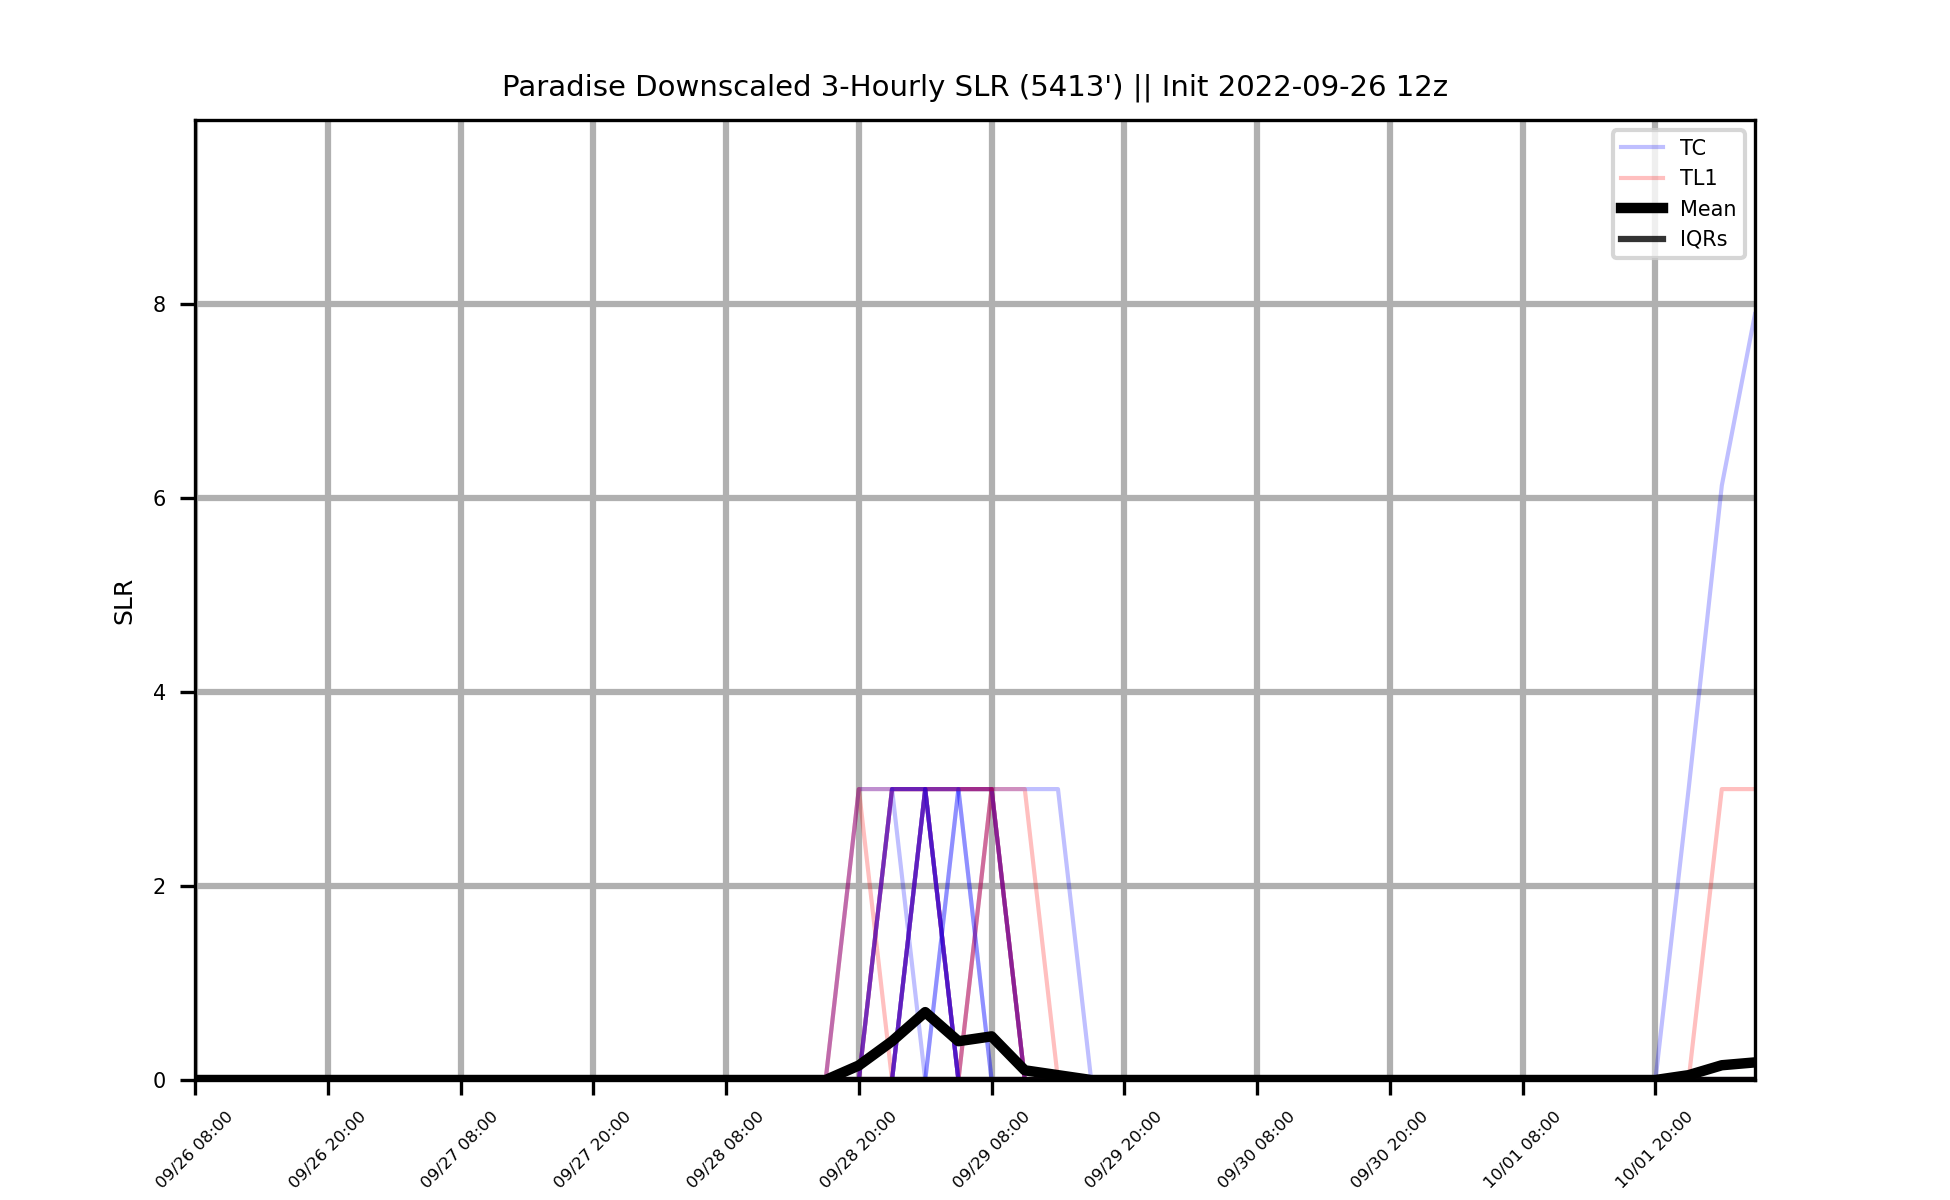 Paradise Downscaled 3-Hourly SLR (5413') || Init 2022-09-26 12z
TC
TL1
Mean
IQRs
SLR
8
6
4
2
0
09/26 08:00
09/26 20:00
09/27 08:00
09/27 20:00
09/28 08:00
09/28 20:00
09/29 08:00
09/29 20:00
09/30 08:00
09/30 20:00
10/01 08:00
10/01 20:00